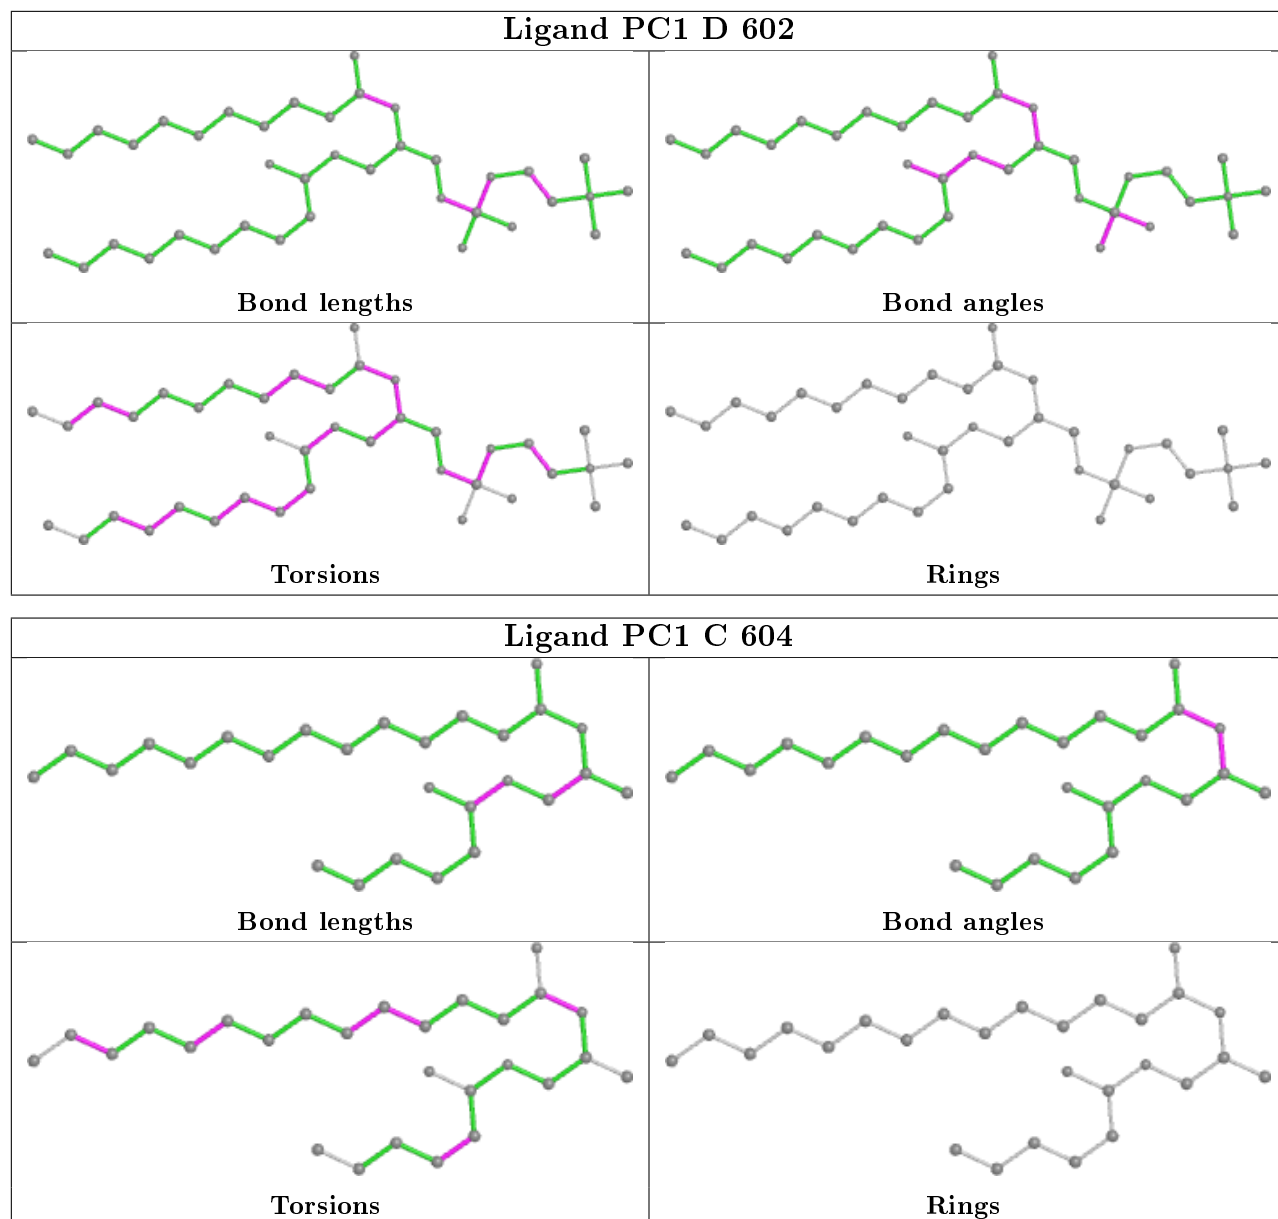 Ligand PC1 D 602
Bond lengths
Bond angles
Torsions
Rings
Ligand PC1 C 604
Bond lengths
Bond angles
Torsions
Rings